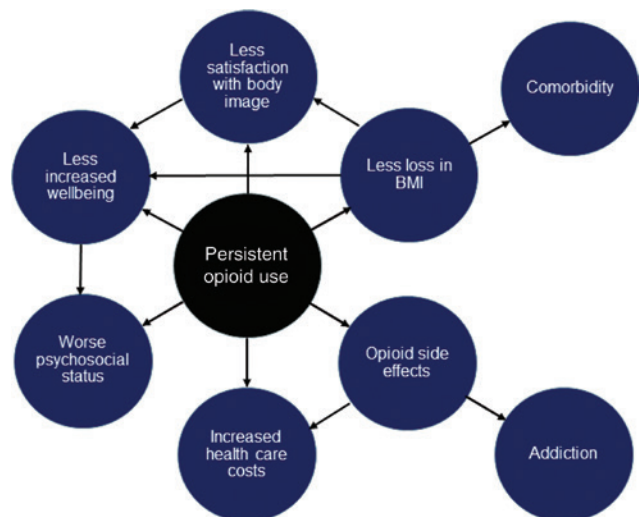 Less
satisfaction
with body
image
Comorbidity
Less
increased
wellbeing
Less loss in
BMI
Persistent
opioid use
Worse
psychosocial
status
Opioid side
effects
Increased
health care
costs
Addiction